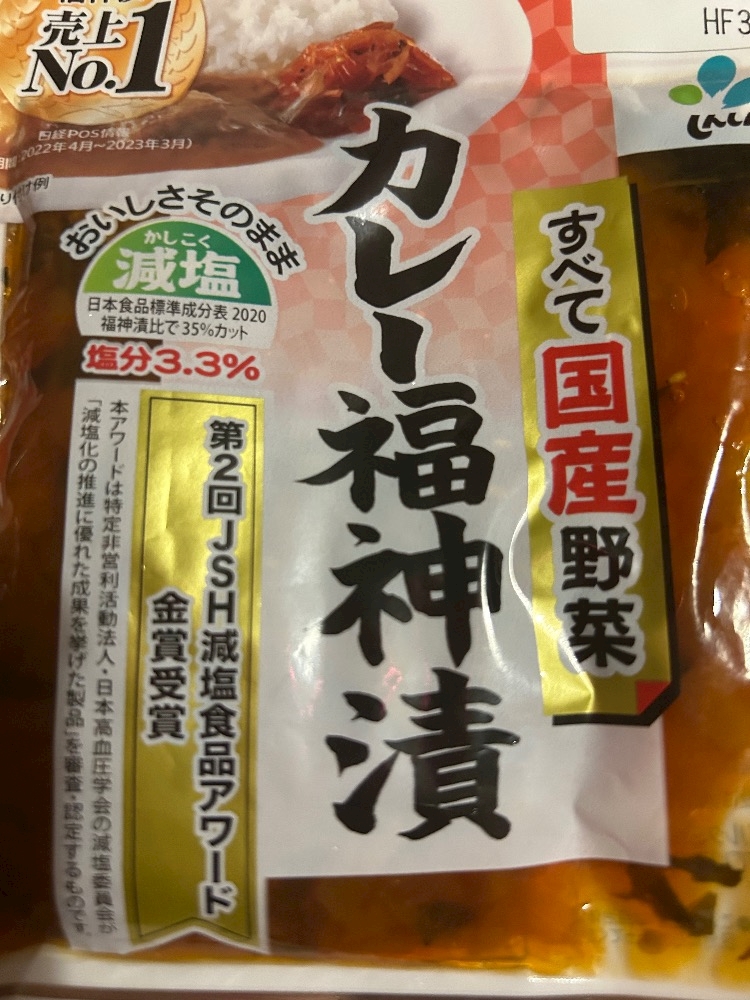 売上
No.1
日経POS情報
2022年4月～2023年3月）
け例
HF3
おいしさそのまま
かしこく
減塩
日本食品標準成分表 2020
福神漬比で35%カット
塩分3.3%
カレー福神漬
すべて国産野菜
第2回JSH減塩食品アワード
金賞受賞
本アワードは特定非営利活動法人・日本高血圧学会の減塩委員会が
「減塩化の推進に優れた成果を挙げた製品」を審査・認定するものです。